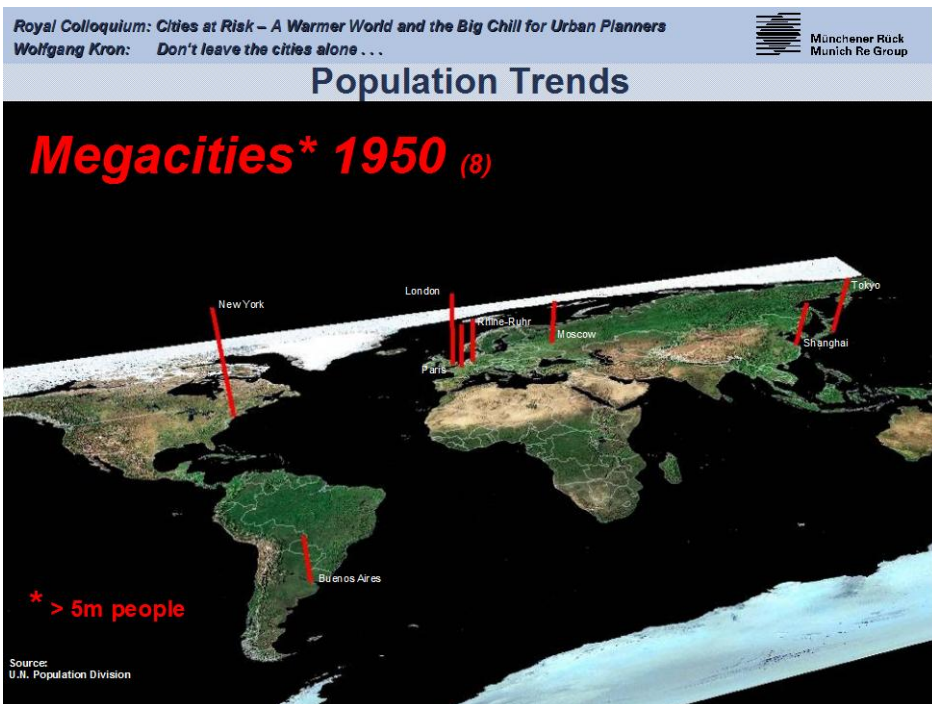 Royal Colloquium: Cities at Risk – A Warmer World and the Big Chill for Urban Planners
Wolfgang Kron: Don't leave the cities alone . . .
Münchener Rück
Munich Re Group
Population Trends
Megacities* 1950 (8)
London
New York
Rhine-Ruhr
Moscow
Tokyo
Shanghai
Paris
Buenos Aires
* > 5m people
Source:
U.N. Population Division